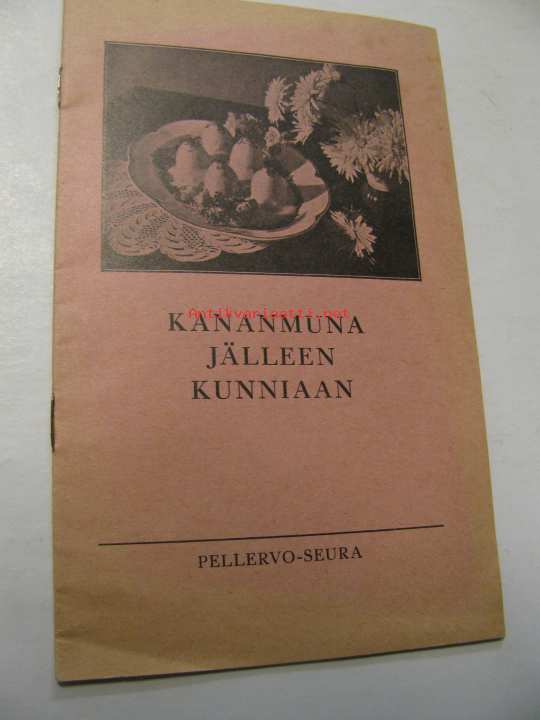 Antikvariaatti.net
KANANMUNA
JÄLLEEN
KUNNIAAN
PELLERVO-SEURA